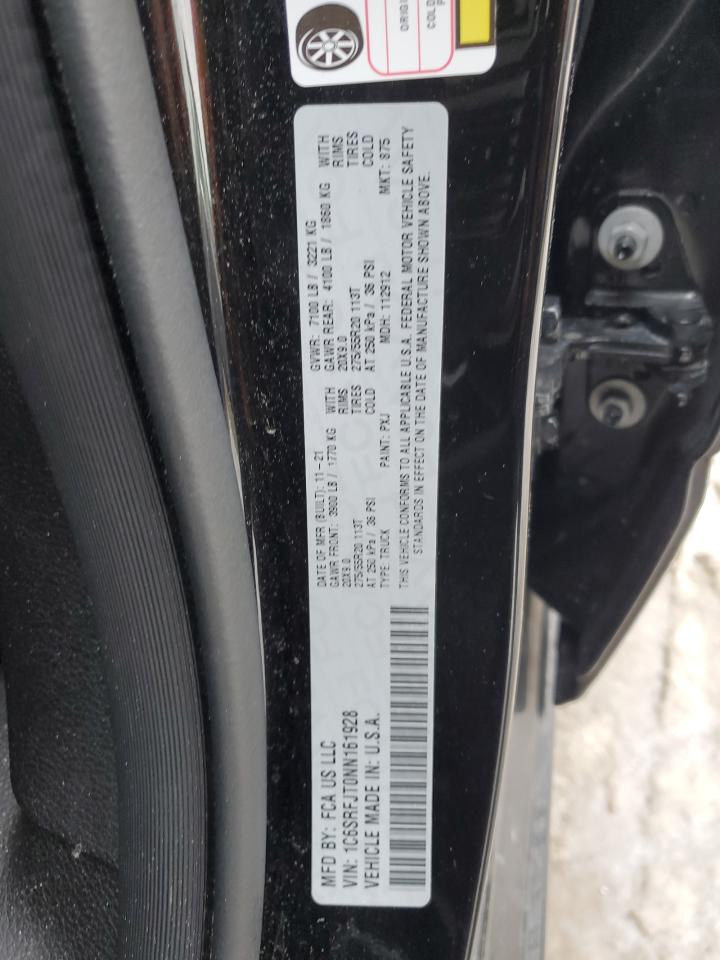 ORIGI
COLD
MFD BY: FCA US LLC
VIN: 1C6SRFJT0NN161928
VEHICLE MADE IN: U.S.A.
DATE OF MFR (BUILT): 11-21
GAWR FRONT: 3900 LB / 1770 KG WITH
20X9.0 RIMS
275/55R20 113T TIRES
AT 250 kPa / 36 PSI COLD
TYPE: TRUCK PAINT: PXJ
GVWR: 7100 LB / 3221 KG
GAWR REAR: 4100 LB / 1860 KG WITH
20X9.0 RIMS
275/55R20 113T TIRES
AT 250 kPa / 36 PSI COLD
MDH: 112912 MKT: 875
THIS VEHICLE CONFORMS TO ALL APPLICABLE U.S.A. FEDERAL MOTOR VEHICLE SAFETY
STANDARDS IN EFFECT ON THE DATE OF MANUFACTURE SHOWN ABOVE.